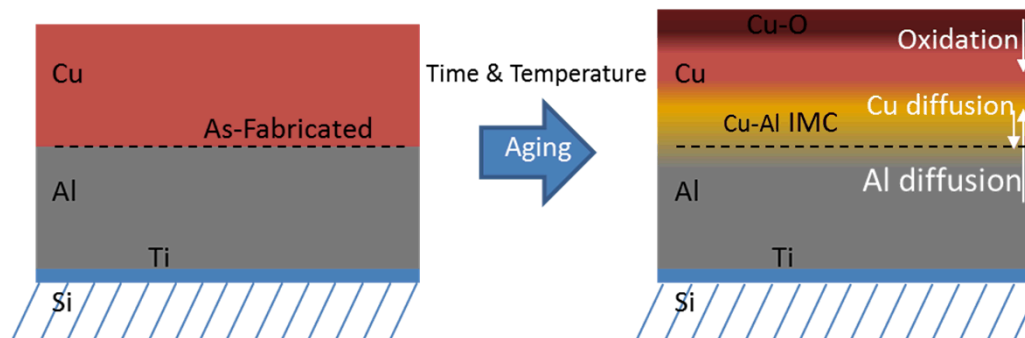 Cu
As-Fabricated
Al
Ti
Si
Time & Temperature
Aging
Cu-O
Oxidation
Cu
Cu diffusion
Cu-Al IMC
Al diffusion
Al
Ti
Si